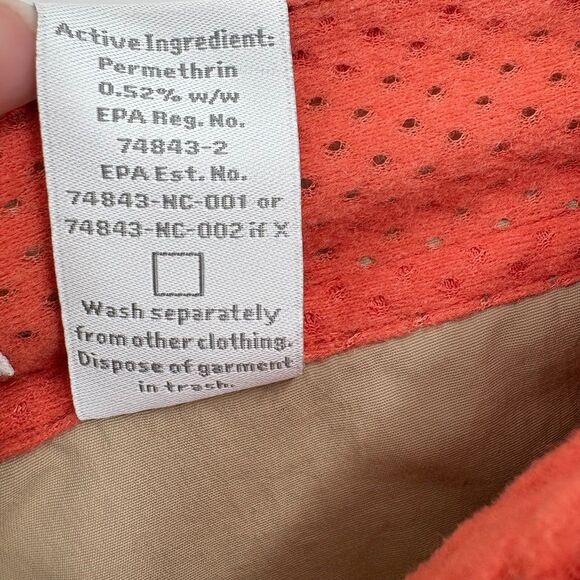 Active Ingredient:
Permethrin
0.52% w/w
EPA Reg. No.
74843-2
EPA Est. No.
74843-NC-001 or
74843-NC-002 if X
Wash separately
from other clothing.
Dispose of garment
in trash.